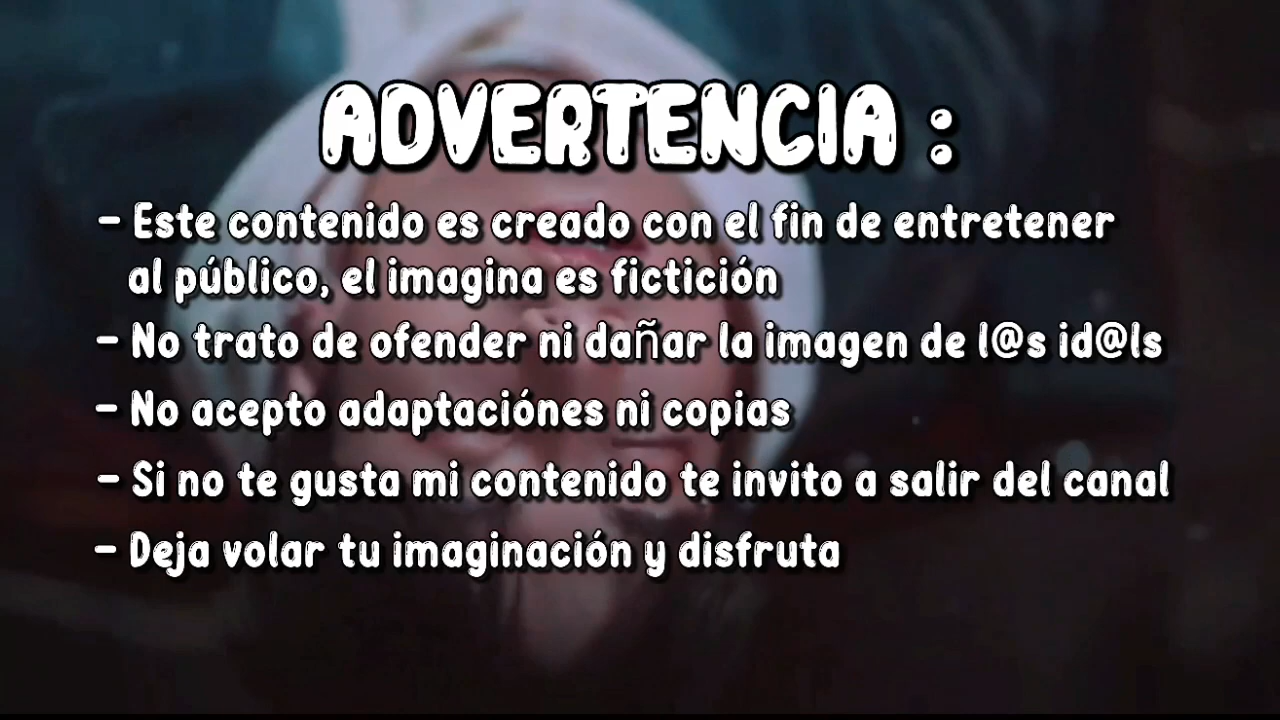 ADVERTENCIA :
- Este contenido es creado con el fin de entretener
al público, el imagina es fictición
- No trato de ofender ni dañar la imagen de l@s id@ls
- No acepto adaptaciónes ni copias
- Si no te gusta mi contenido te invito a salir del canal
- Deja volar tu imaginación y disfruta